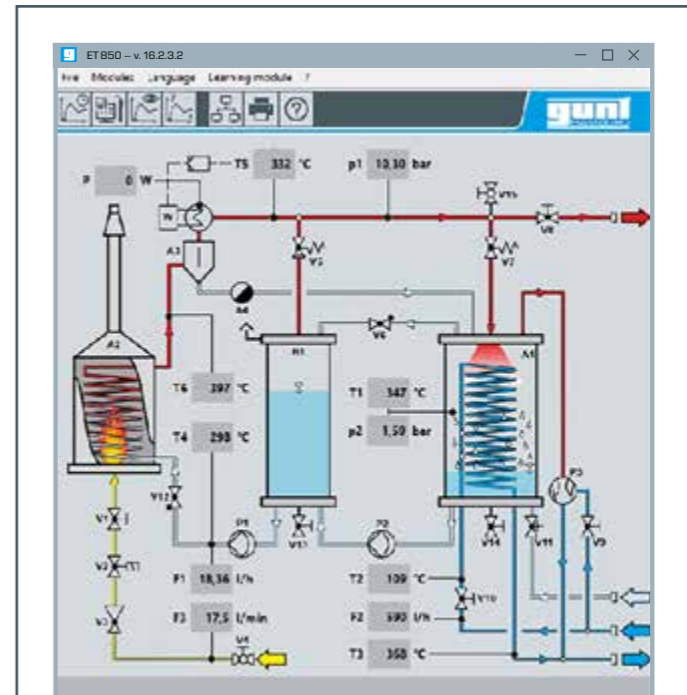 ET 850 – v. 16.2.3.2
File Modules Language Learning module ?
gunt
T5 332 °C p1 10,30 bar
P 0 W
V8
A3
V7
A4
V6
B1
A1
A2
T6 397 °C T1 347 °C
T4 298 °C p2 1,50 bar
V12
P3
P1
P2
V1
V13
V14
V11
V9
V2
F1 18,36 l/h T2 109 °C
V10
V3
F3 17,5 l/min F2 590 l/h
V4
T3 368 °C